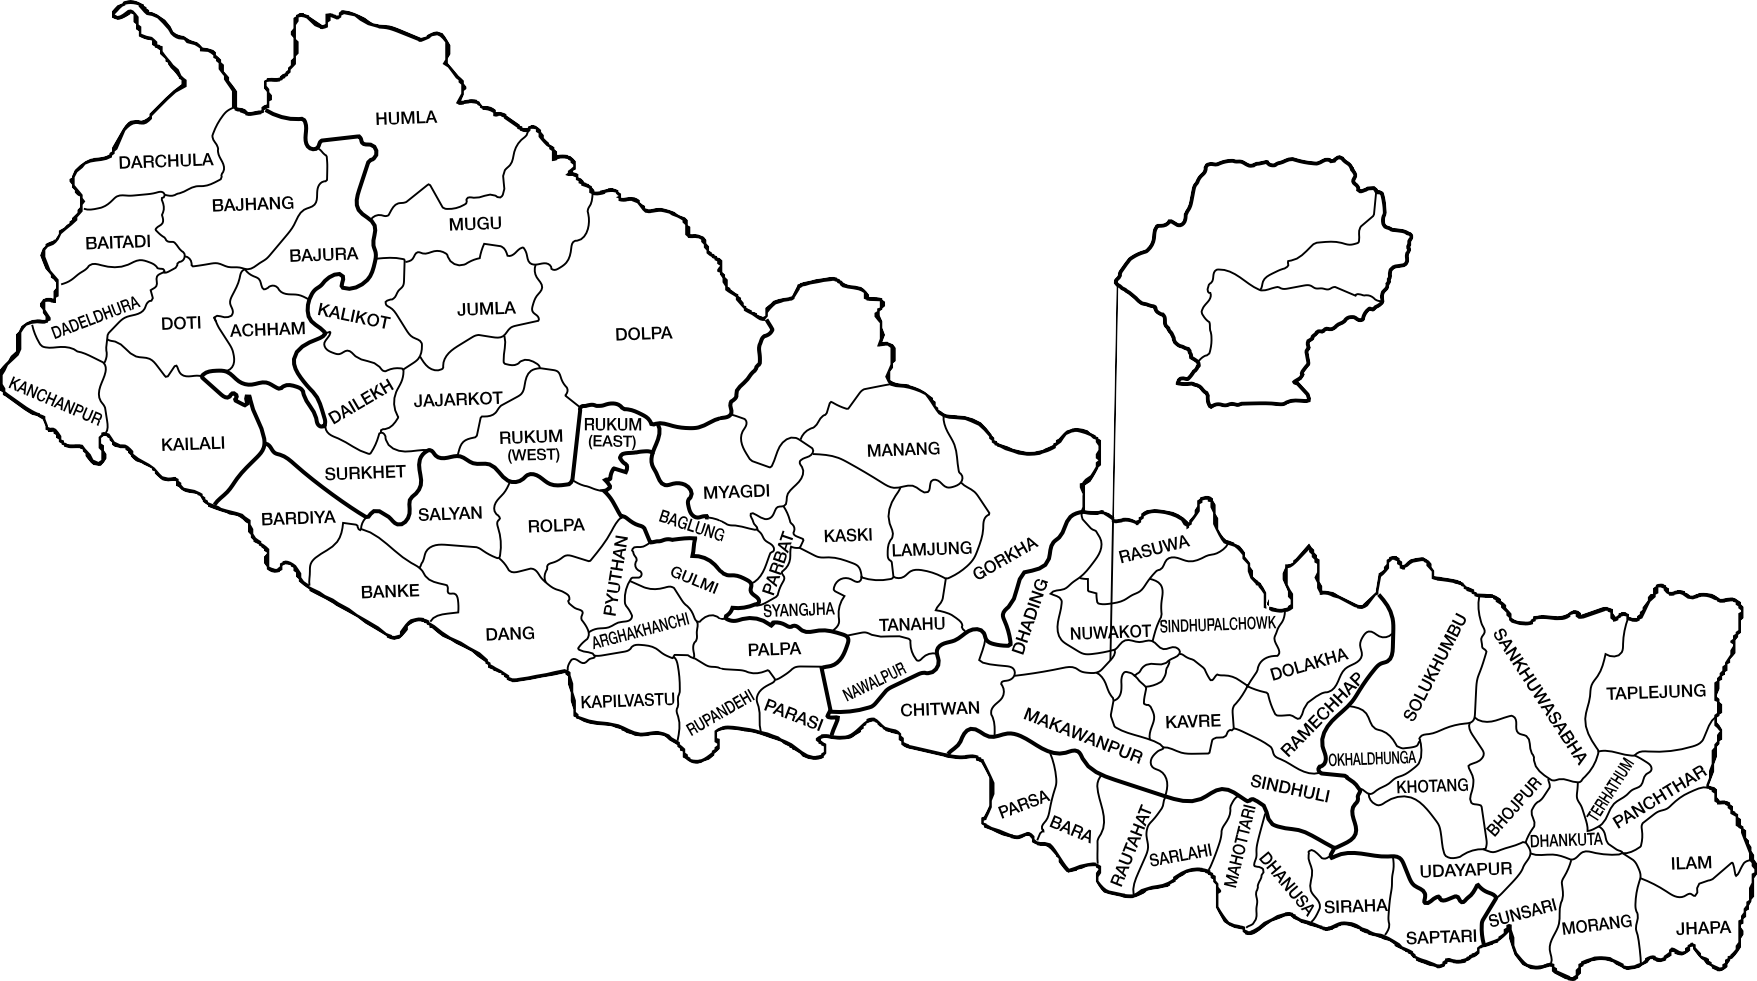 HUMLA
DARCHULA
BAJHANG
MUGU
BAITADI
BAJURA
DADELDHURA
DOTI
ACHHAM
KALIKOT
JUMLA
DOLPA
KANCHANPUR
DAILEKH
JAJARKOT
KAILALI
SURKHET
RUKUM
(WEST)
RUKUM
(EAST)
MANANG
MYAGDI
BARDIYA
SALYAN
ROLPA
BAGLUNG
KASKI
LAMJUNG
GORKHA
RASUWA
PYUTHAN
PARBAT
GULMI
BANKE
SYANGJHA
DHADING
TANAHU
NUWAKOT
SINDHUPALCHOWK
DANG
ARGHAKHANCHI
PALPA
DOLAKHA
SOLUKHUMBU
SANKHUWASABHA
TAPLEJUNG
KAPILVASTU
RUPANDEHI
PARASI
NAWALPUR
CHITWAN
MAKAWANPUR
KAVRE
RAMECHHAP
OKHALDHUNGA
KHOTANG
SINDHULI
BHOJPUR
TERHATHUM
PANCHTHAR
PARSA
BARA
RAUTAHAT
SARLAHI
MAHOTTARI
DHANUSA
DHANKUTA
UDAYAPUR
ILAM
SIRAHA
SAPTARI
SUNSARI
MORANG
JHAPA